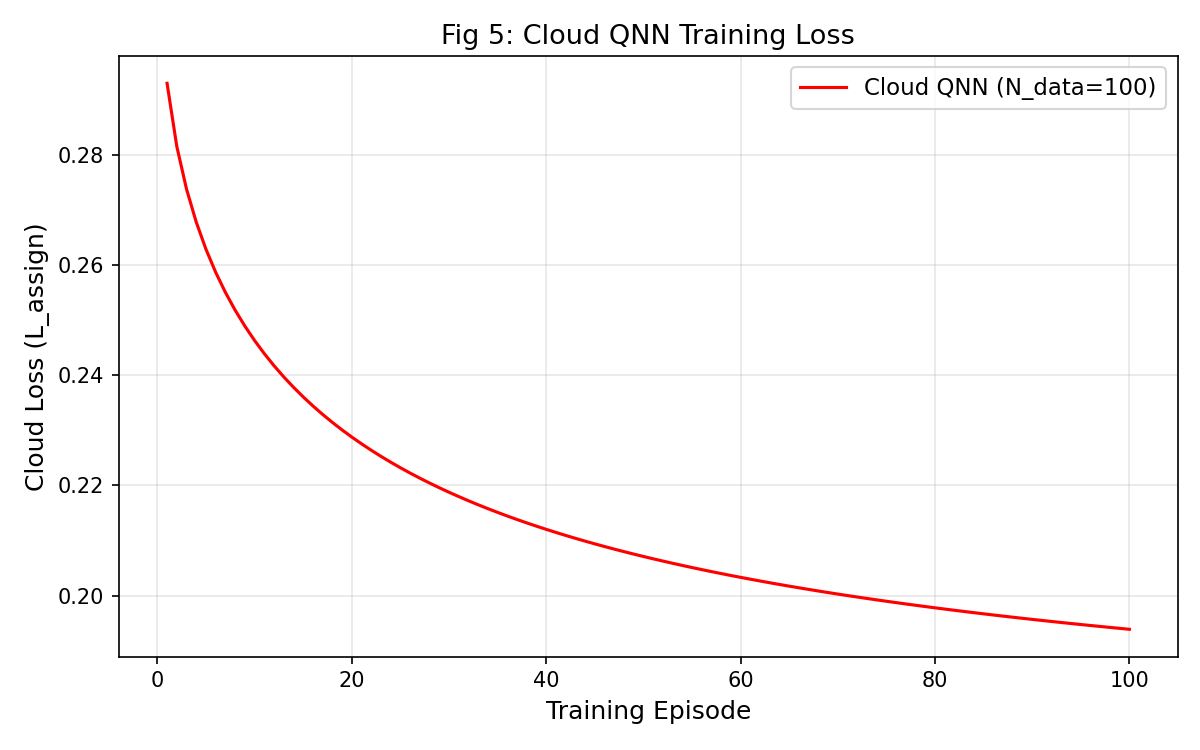 Fig 5: Cloud QNN Training Loss
Cloud QNN (N_data=100)
Cloud Loss (L_assign)
0.28
0.26
0.24
0.22
0.20
0 20 40 60 80 100
Training Episode